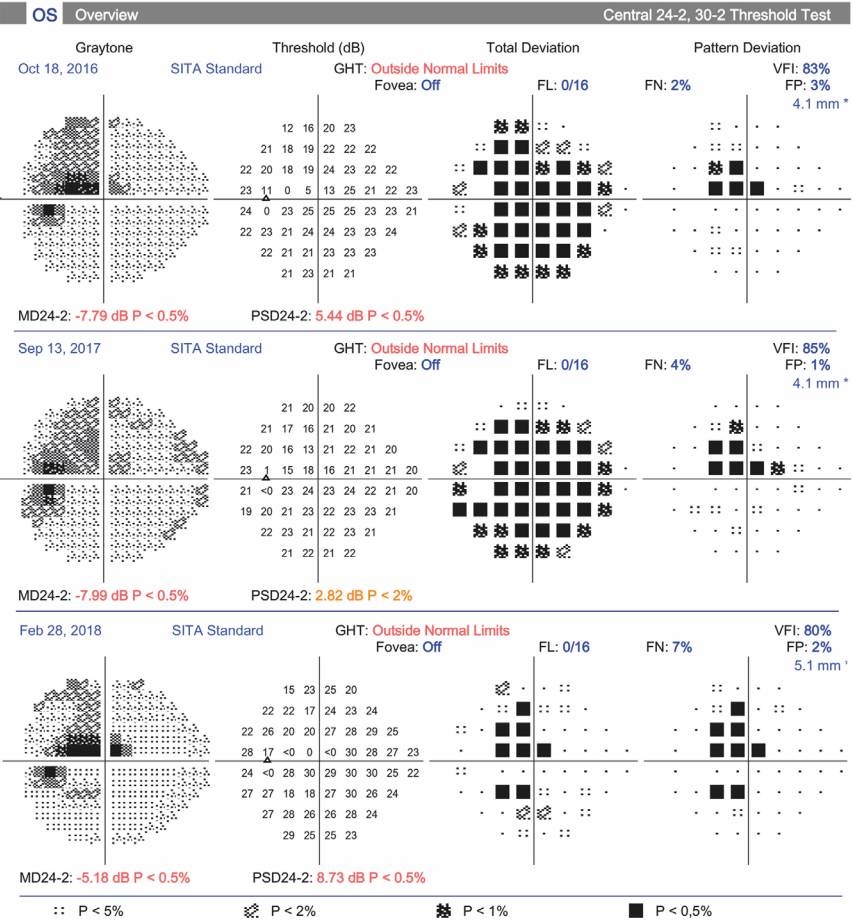 OS Overview Central 24-2, 30-2 Threshold Test
Graytone Threshold (dB) Total Deviation Pattern Deviation
Oct 18, 2016 SITA Standard GHT: Outside Normal Limits VFI: 83%
Fovea: Off FL: 0/16 FN: 2% FP: 3%
4.1 mm *
12 16 20 23
21 18 19 22 22 22
22 20 18 19 24 23 22 22
23 11 0 5 13 25 21 22 23
24 0 23 25 25 25 23 23 21
22 23 21 24 24 23 23 24
22 21 21 23 23 23
21 23 21 21
MD24-2: -7.79 dB P < 0.5% PSD24-2: 5.44 dB P < 0.5%
Sep 13, 2017 SITA Standard GHT: Outside Normal Limits VFI: 85%
Fovea: Off FL: 0/16 FN: 4% FP: 1%
4.1 mm *
21 20 20 22
21 17 16 21 20 21
22 20 16 13 21 22 21 20
23 1 15 18 16 21 21 21 20
21 <0 23 24 23 24 22 21 20
19 20 21 23 22 23 23 21
22 23 21 22 23 21
21 22 21 22
MD24-2: -7.99 dB P < 0.5% PSD24-2: 2.82 dB P < 2%
Feb 28, 2018 SITA Standard GHT: Outside Normal Limits VFI: 80%
Fovea: Off FL: 0/16 FN: 7% FP: 2%
5.1 mm
15 23 25 20
22 22 17 24 23 24
22 26 20 20 27 28 29 25
28 17 <0 0 <0 30 28 27 23
24 <0 28 30 29 30 30 25 22
27 27 18 18 27 30 26 24
27 28 26 28 28 24
29 25 25 23
MD24-2: -5.18 dB P < 0.5% PSD24-2: 8.73 dB P < 0.5%
P < 5% P < 2% P < 1% P < 0,5%